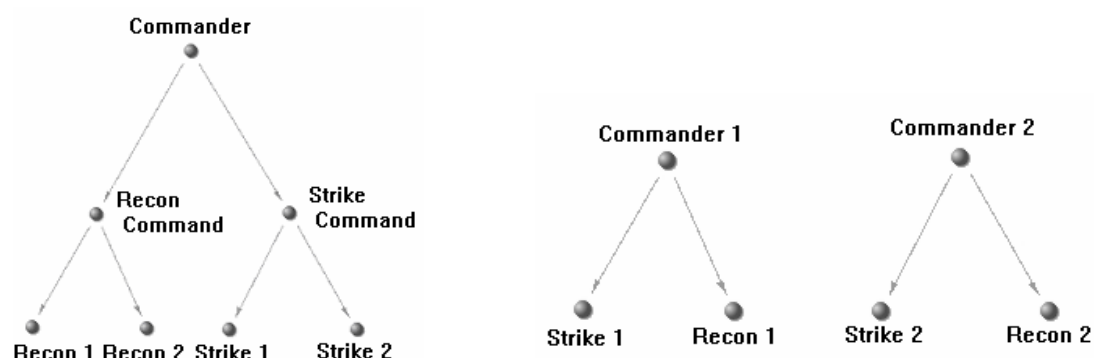 Commander
Recon
Command
Strike
Command
Recon 1 Recon 2 Strike 1 Strike 2
Commander 1
Commander 2
Strike 1
Recon 1
Strike 2
Recon 2